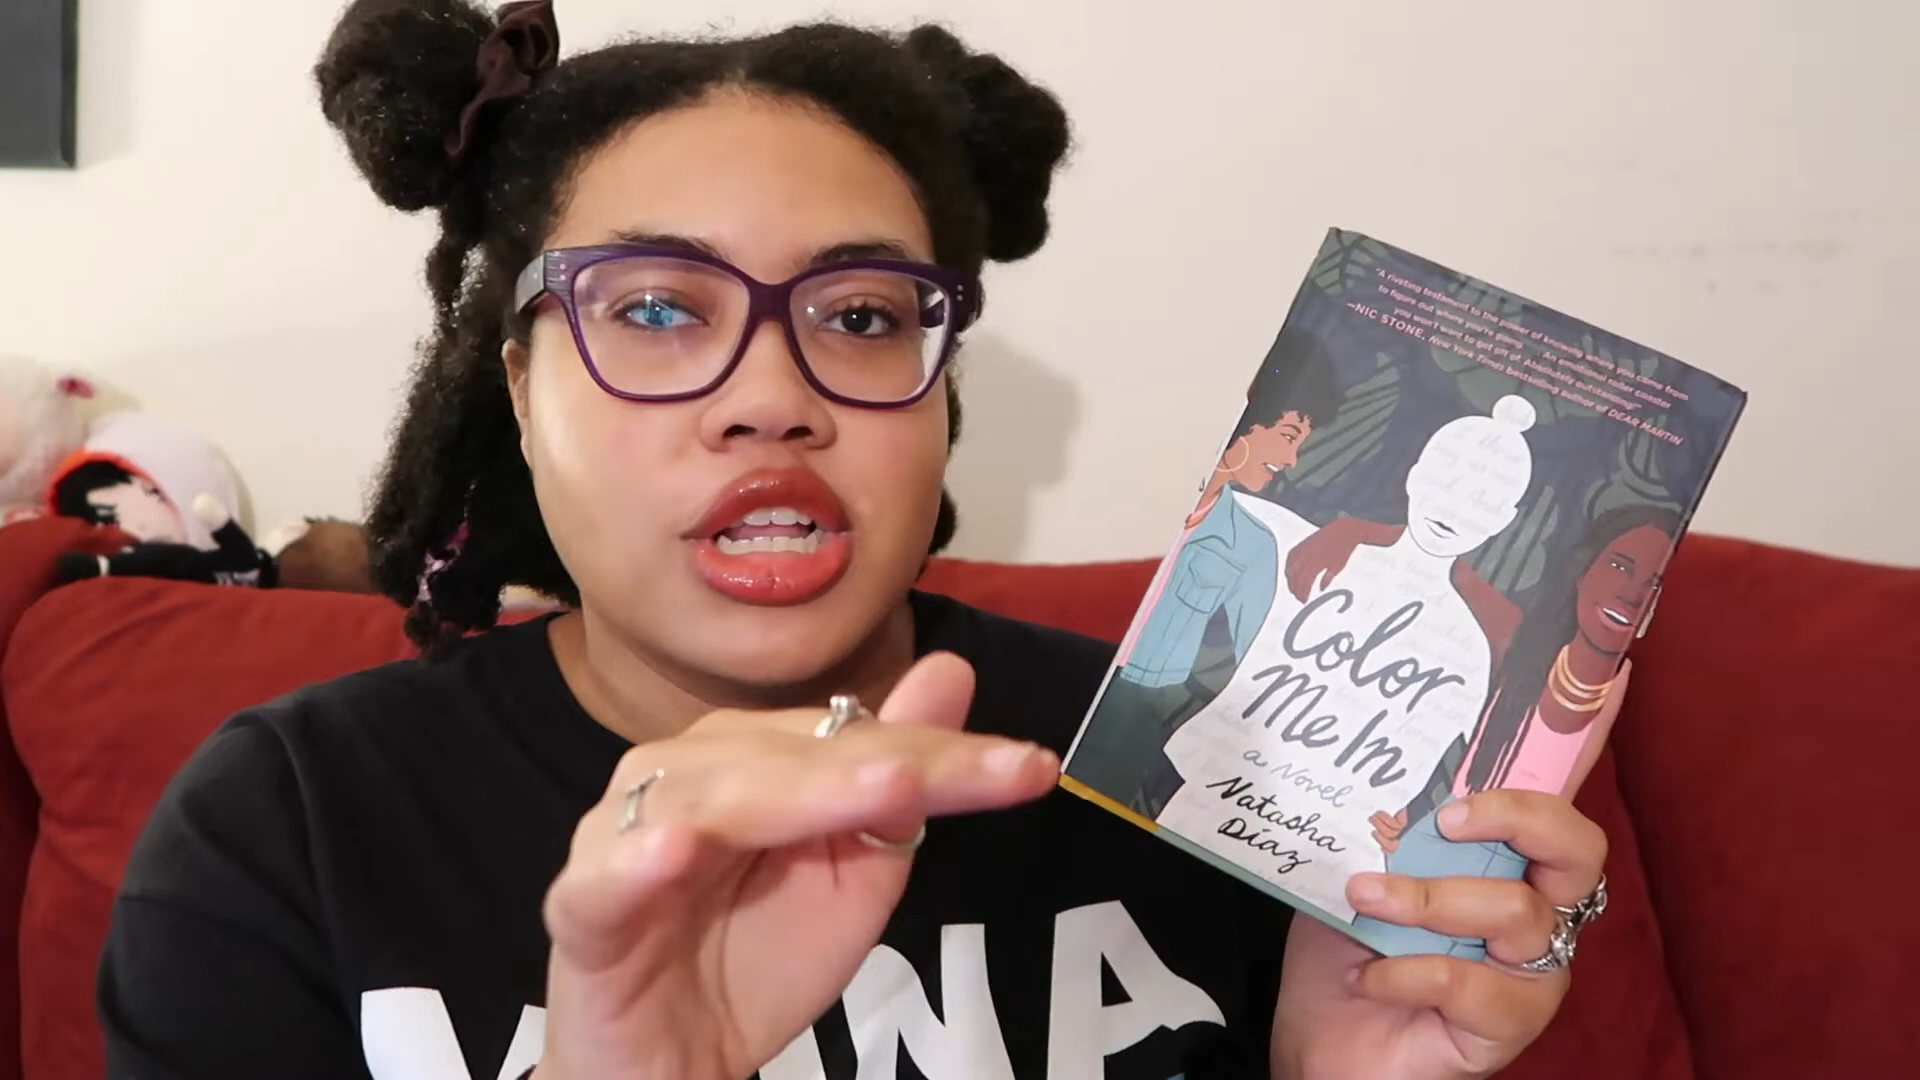 "A riveting testament to the power of knowing where you come from
to figure out where you're going. . . . An emotional roller coaster
you won't want to get off of. Absolutely outstanding!"
—NIC STONE, New York Times bestselling author of DEAR MARTIN
Color
Me In
a Novel
Natasha
Díaz